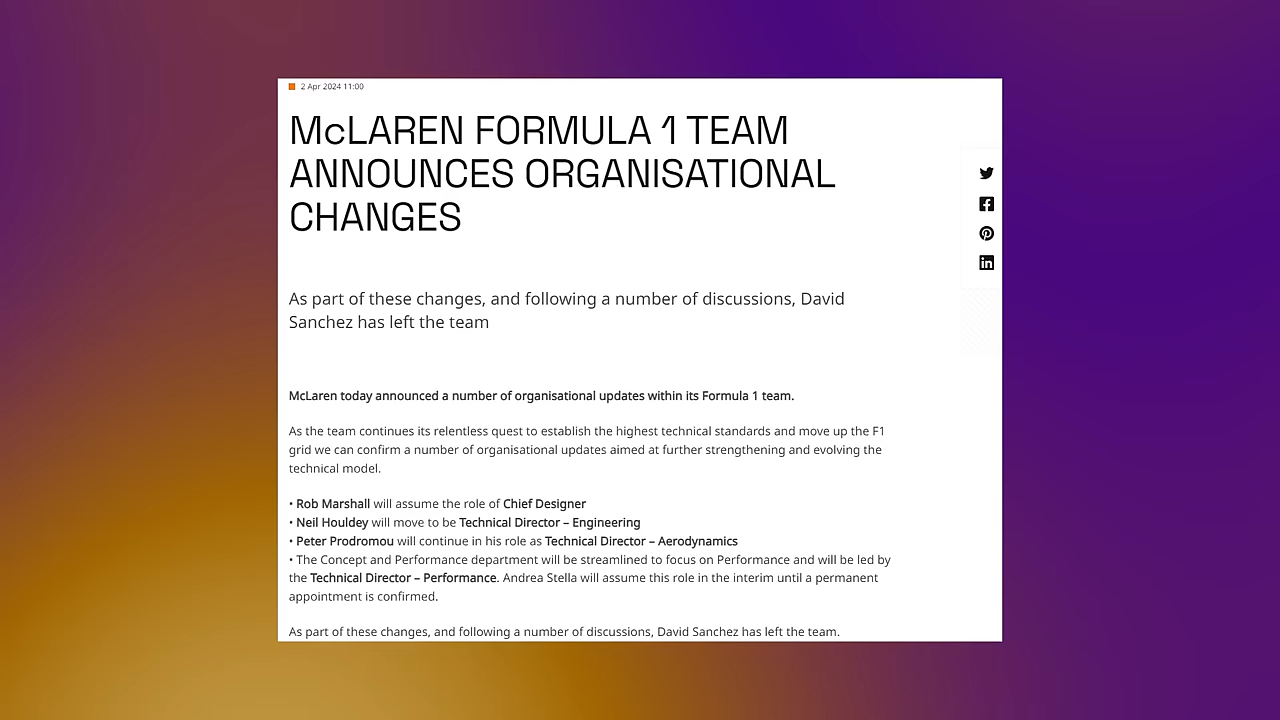 2 Apr 2024 11:00
McLAREN FORMULA 1 TEAM
ANNOUNCES ORGANISATIONAL
CHANGES
As part of these changes, and following a number of discussions, David
Sanchez has left the team
McLaren today announced a number of organisational updates within its Formula 1 team.
As the team continues its relentless quest to establish the highest technical standards and move up the F1
grid we can confirm a number of organisational updates aimed at further strengthening and evolving the
technical model.
• Rob Marshall will assume the role of Chief Designer
• Neil Houldey will move to be Technical Director – Engineering
• Peter Prodromou will continue in his role as Technical Director – Aerodynamics
• The Concept and Performance department will be streamlined to focus on Performance and will be led by
the Technical Director – Performance. Andrea Stella will assume this role in the interim until a permanent
appointment is confirmed.
As part of these changes, and following a number of discussions, David Sanchez has left the team.